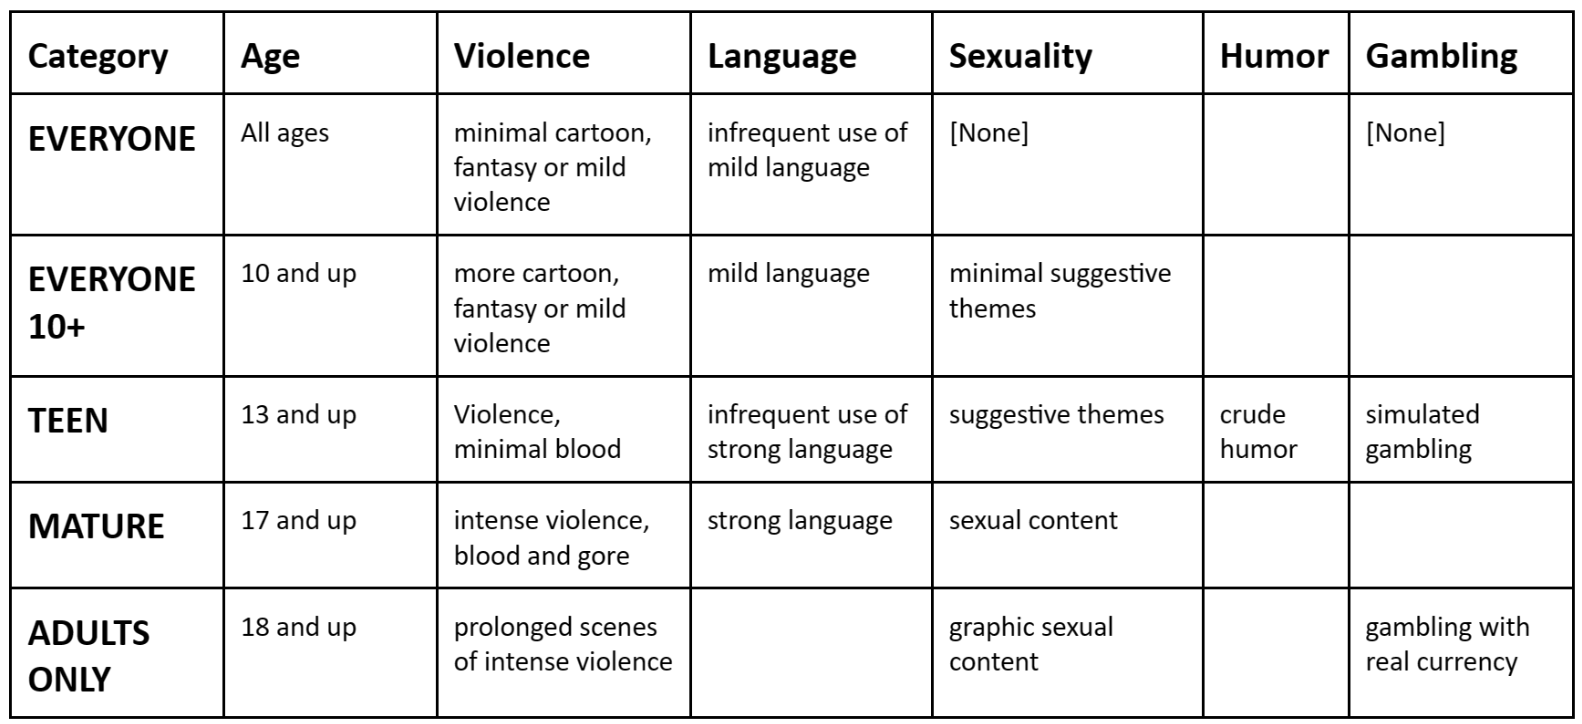 Category Age Violence Language Sexuality Humor Gambling
EVERYONE All ages minimal cartoon, infrequent use of [None] [None]
fantasy or mild mild language
violence
EVERYONE 10 and up more cartoon, mild language minimal suggestive
10+ fantasy or mild themes
violence
TEEN 13 and up Violence, infrequent use of suggestive themes crude simulated
minimal blood strong language humor gambling
MATURE 17 and up intense violence, strong language sexual content
blood and gore
ADULTS 18 and up prolonged scenes graphic sexual gambling with
ONLY of intense violence content real currency